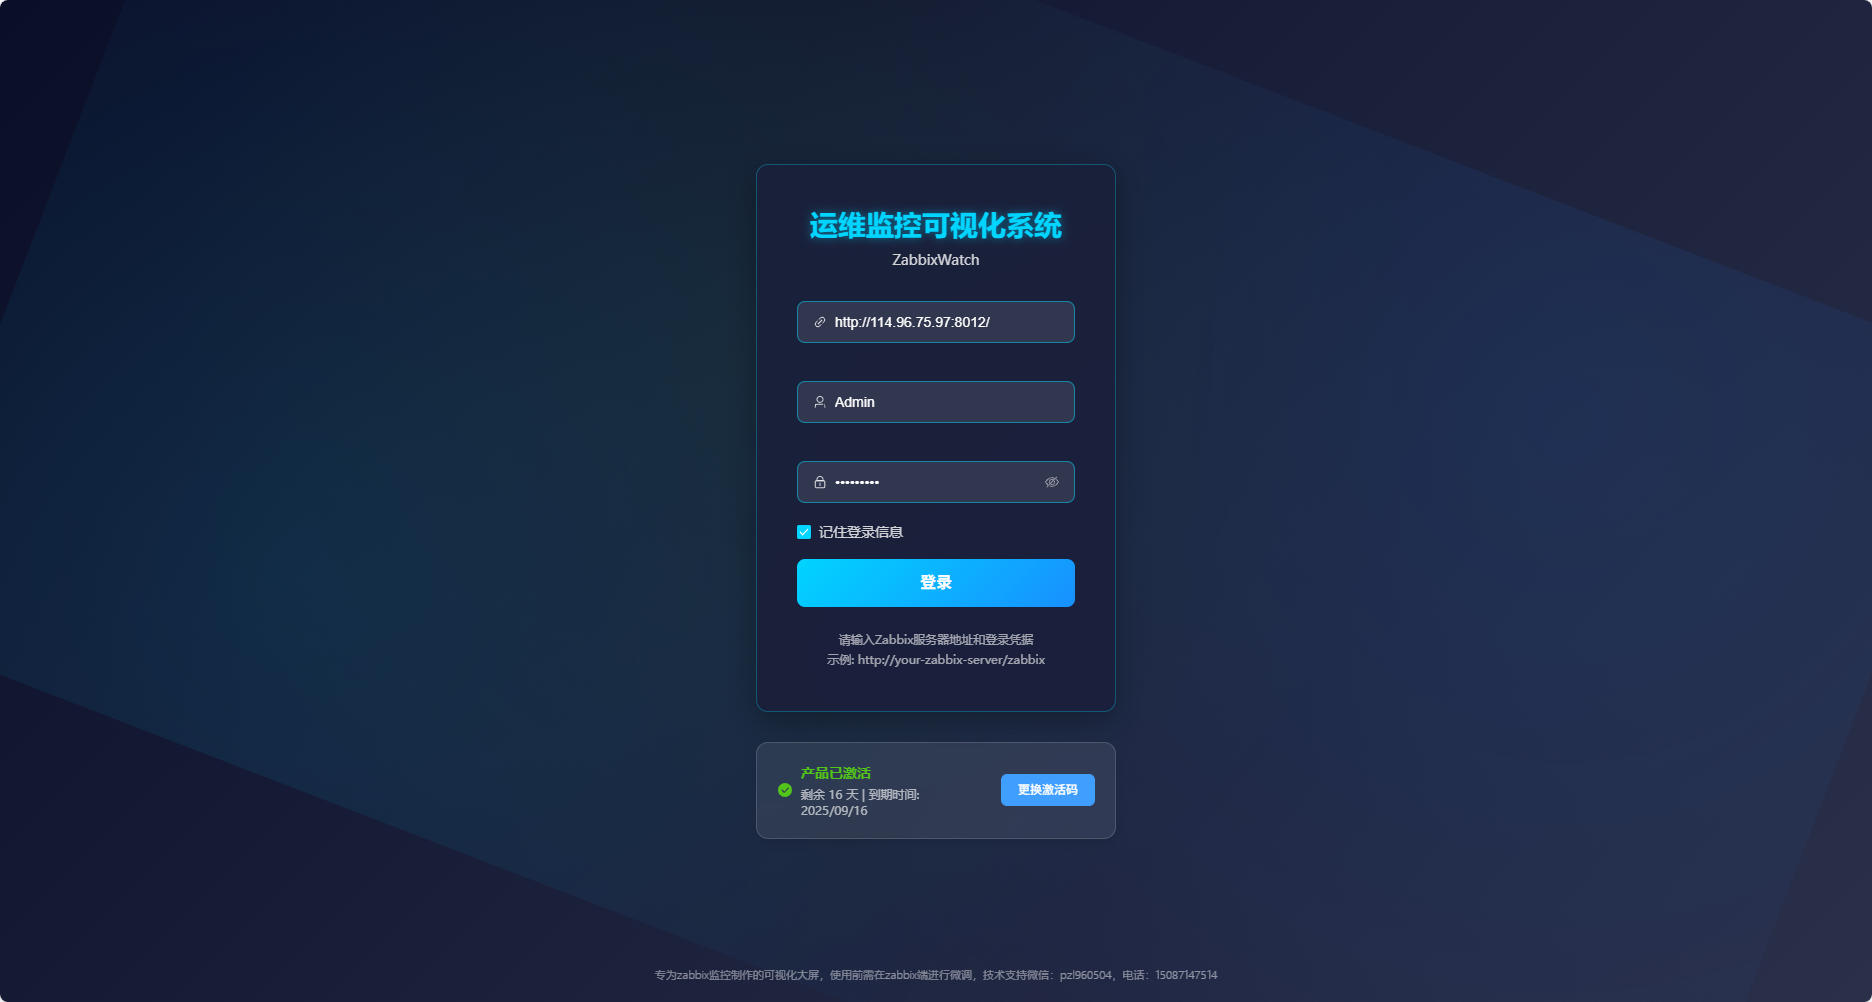 运维监控可视化系统
ZabbixWatch
http://114.96.75.97:8012/
Admin
•••••••••
记住登录信息
登录
请输入Zabbix服务器地址和登录凭据
示例: http://your-zabbix-server/zabbix
产品已激活
剩余 16 天 | 到期时间:
2025/09/16
更换激活码
专为zabbix监控制作的可视化大屏，使用前需在zabbix端进行微调，技术支持微信：pzl960504，电话：15087147514